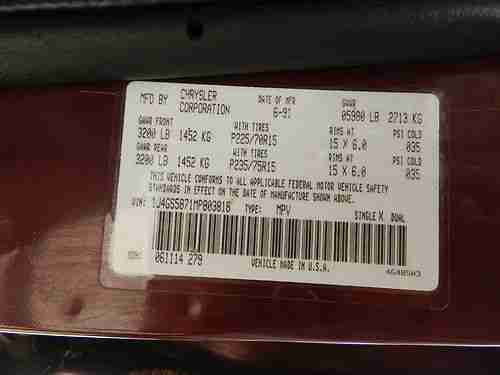 MFD BY CHRYSLER CORPORATION DATE OF MFR 6-91 GVWR 05980 LB 2713 KG
GAWR FRONT WITH TIRES RIMS AT PSI COLD
3200 LB 1452 KG P225/70R15 15 X 6.0 035
GAWR REAR WITH TIRES RIMS AT PSI COLD
3200 LB 1452 KG P235/75R15 15 X 6.0 035
THIS VEHICLE CONFORMS TO ALL APPLICABLE FEDERAL MOTOR VEHICLE SAFETY
STANDARDS IN EFFECT ON THE DATE OF MANUFACTURE SHOWN ABOVE.
VIN: 1J4GS5871MP803818 TYPE: MPV SINGLE X DUAL
061114 279 VEHICLE MADE IN U.S.A.